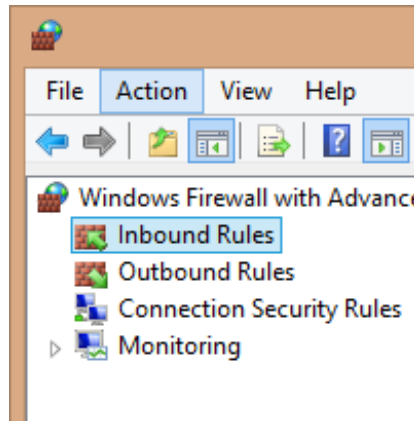 File Action View Help
Windows Firewall with Advance
Inbound Rules
Outbound Rules
Connection Security Rules
Monitoring